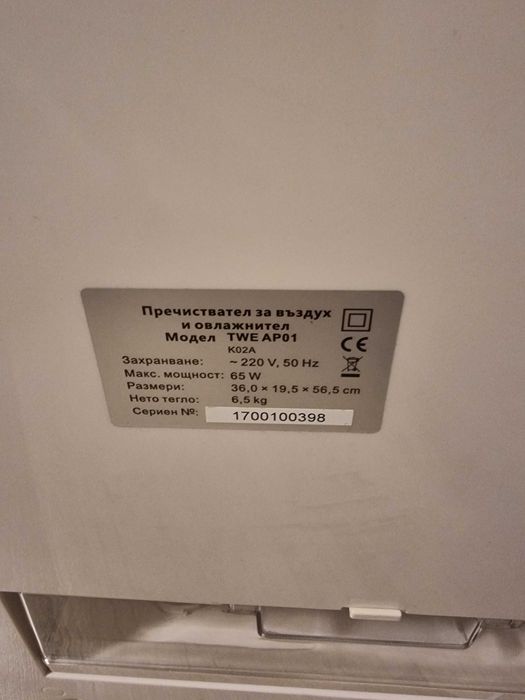 Пречиствател за въздух
и овлажнител
Модел TWE AP01
K02A
Захранване: ~ 220 V, 50 Hz
Макс. мощност: 65 W
Размери: 36,0 × 19,5 × 56,5 cm
Нето тегло: 6,5 kg
Сериен №: 1700100398
CE